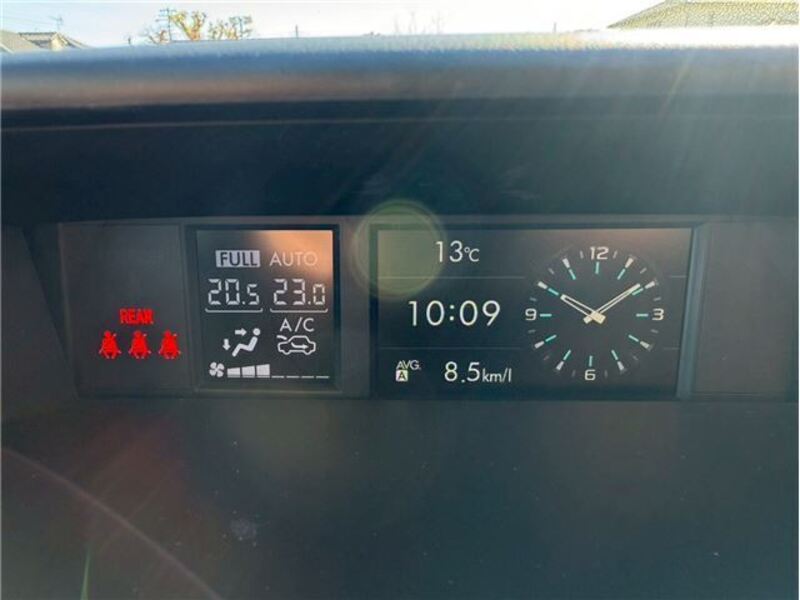 REAR
FULL AUTO
20.5 23.0
A/C
13℃
10:09
AVG.
A
8.5km/l
12
3
6
9